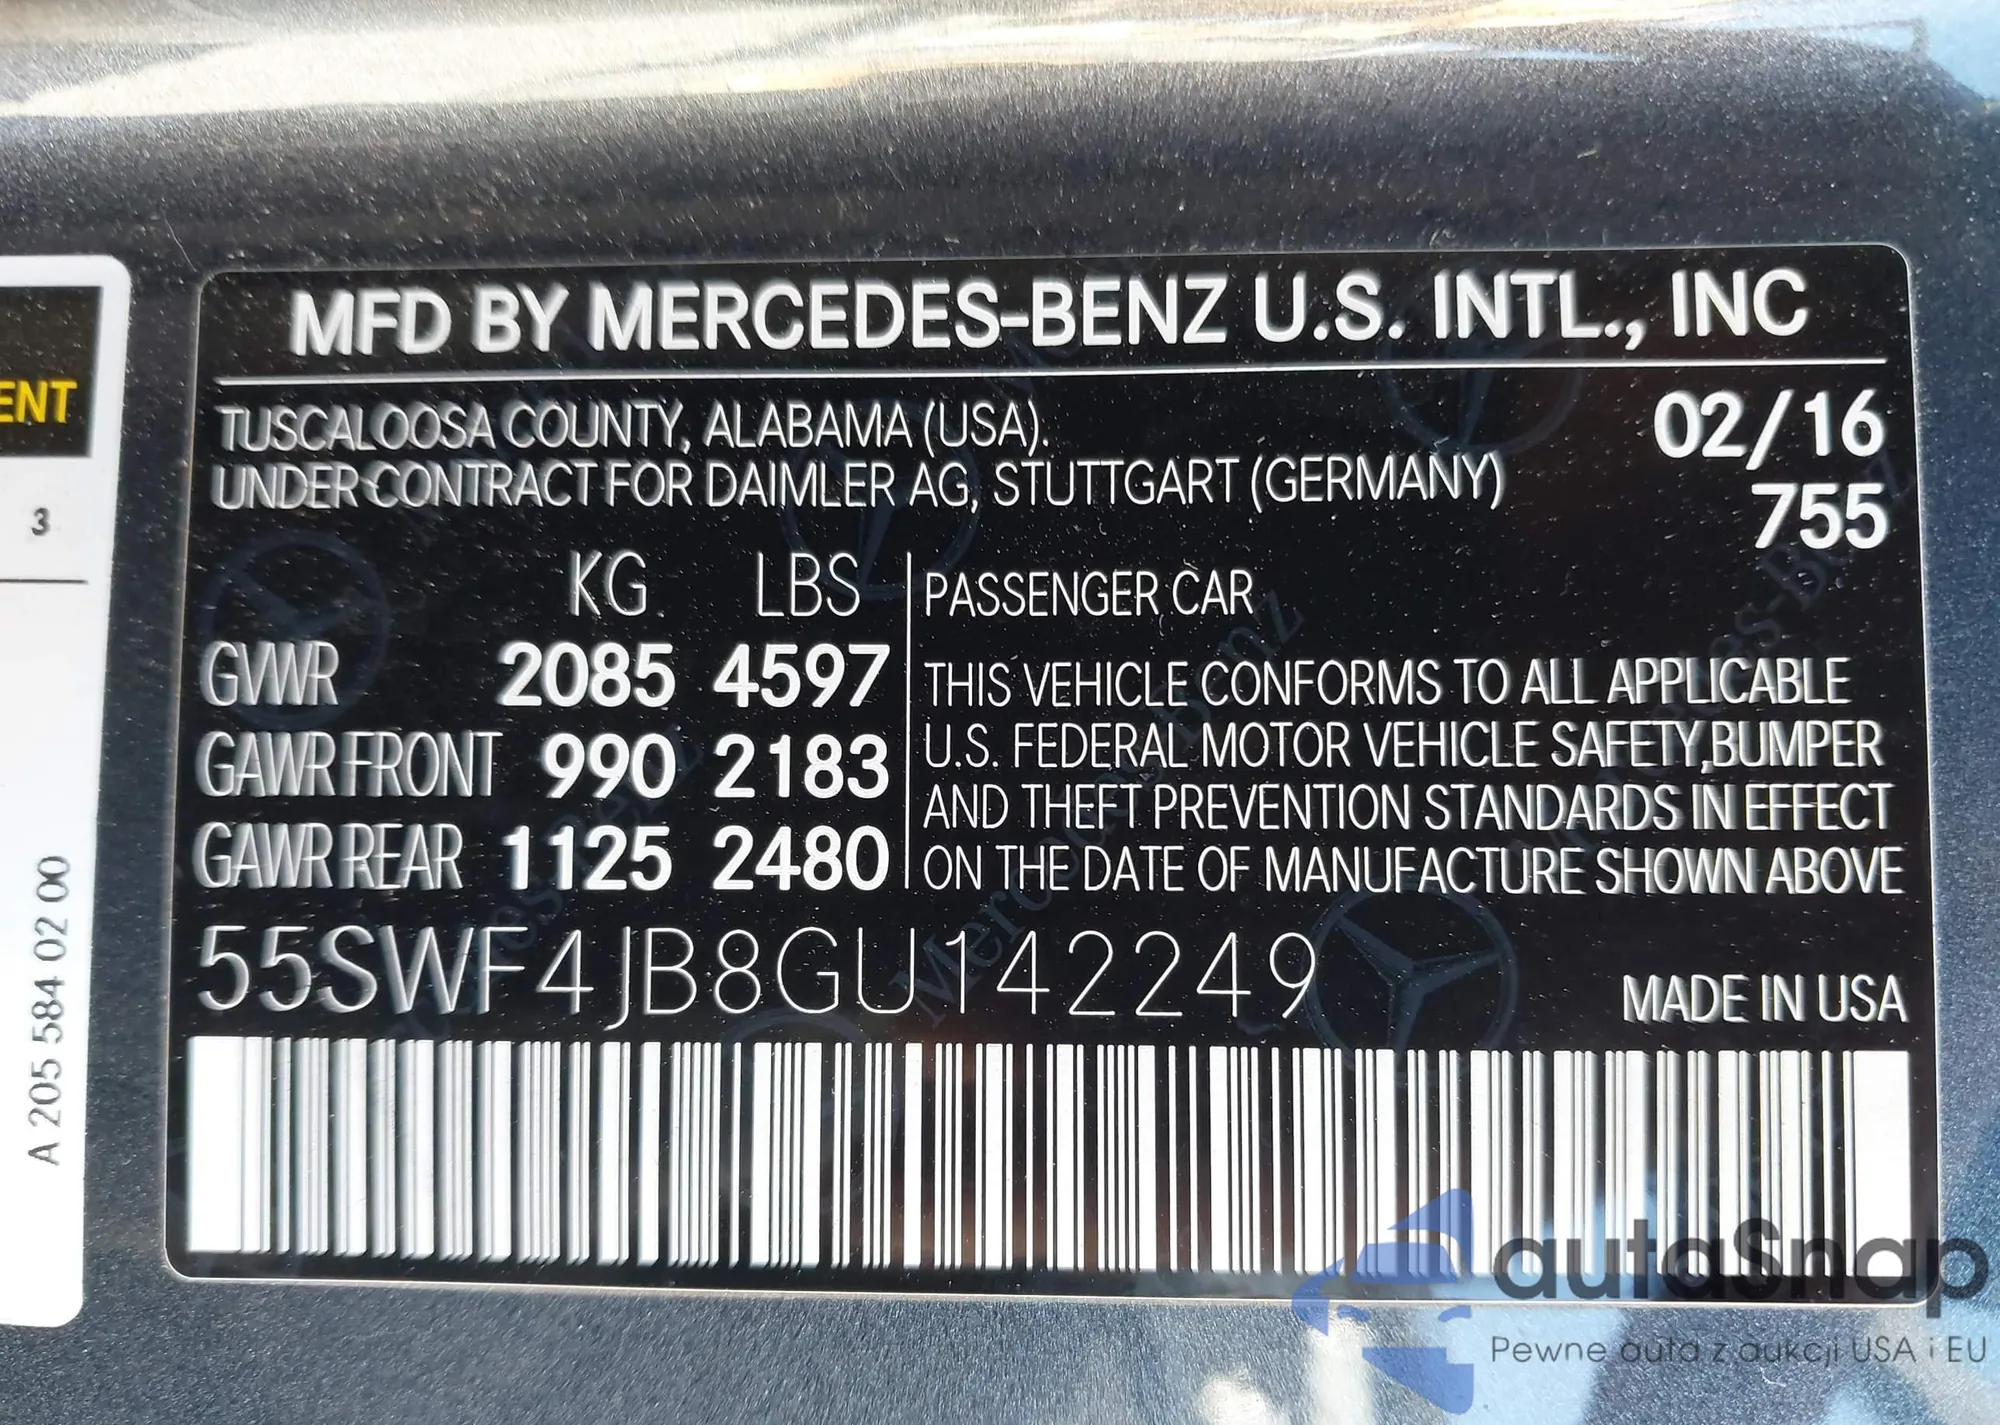 MFD BY MERCEDES-BENZ U.S. INTL., INC
TUSCALOOSA COUNTY, ALABAMA (USA).
UNDER CONTRACT FOR DAIMLER AG, STUTTGART (GERMANY)
02/16
755
KG LBS
GVWR 2085 4597
GAWR FRONT 990 2183
GAWR REAR 1125 2480
PASSENGER CAR
THIS VEHICLE CONFORMS TO ALL APPLICABLE
U.S. FEDERAL MOTOR VEHICLE SAFETY,BUMPER
AND THEFT PREVENTION STANDARDS IN EFFECT
ON THE DATE OF MANUFACTURE SHOWN ABOVE
55SWF4JB8GU142249
MADE IN USA
ENT
3
A 205 584 02 00
autaSnap
Pewne auta z aukcji USA i EU